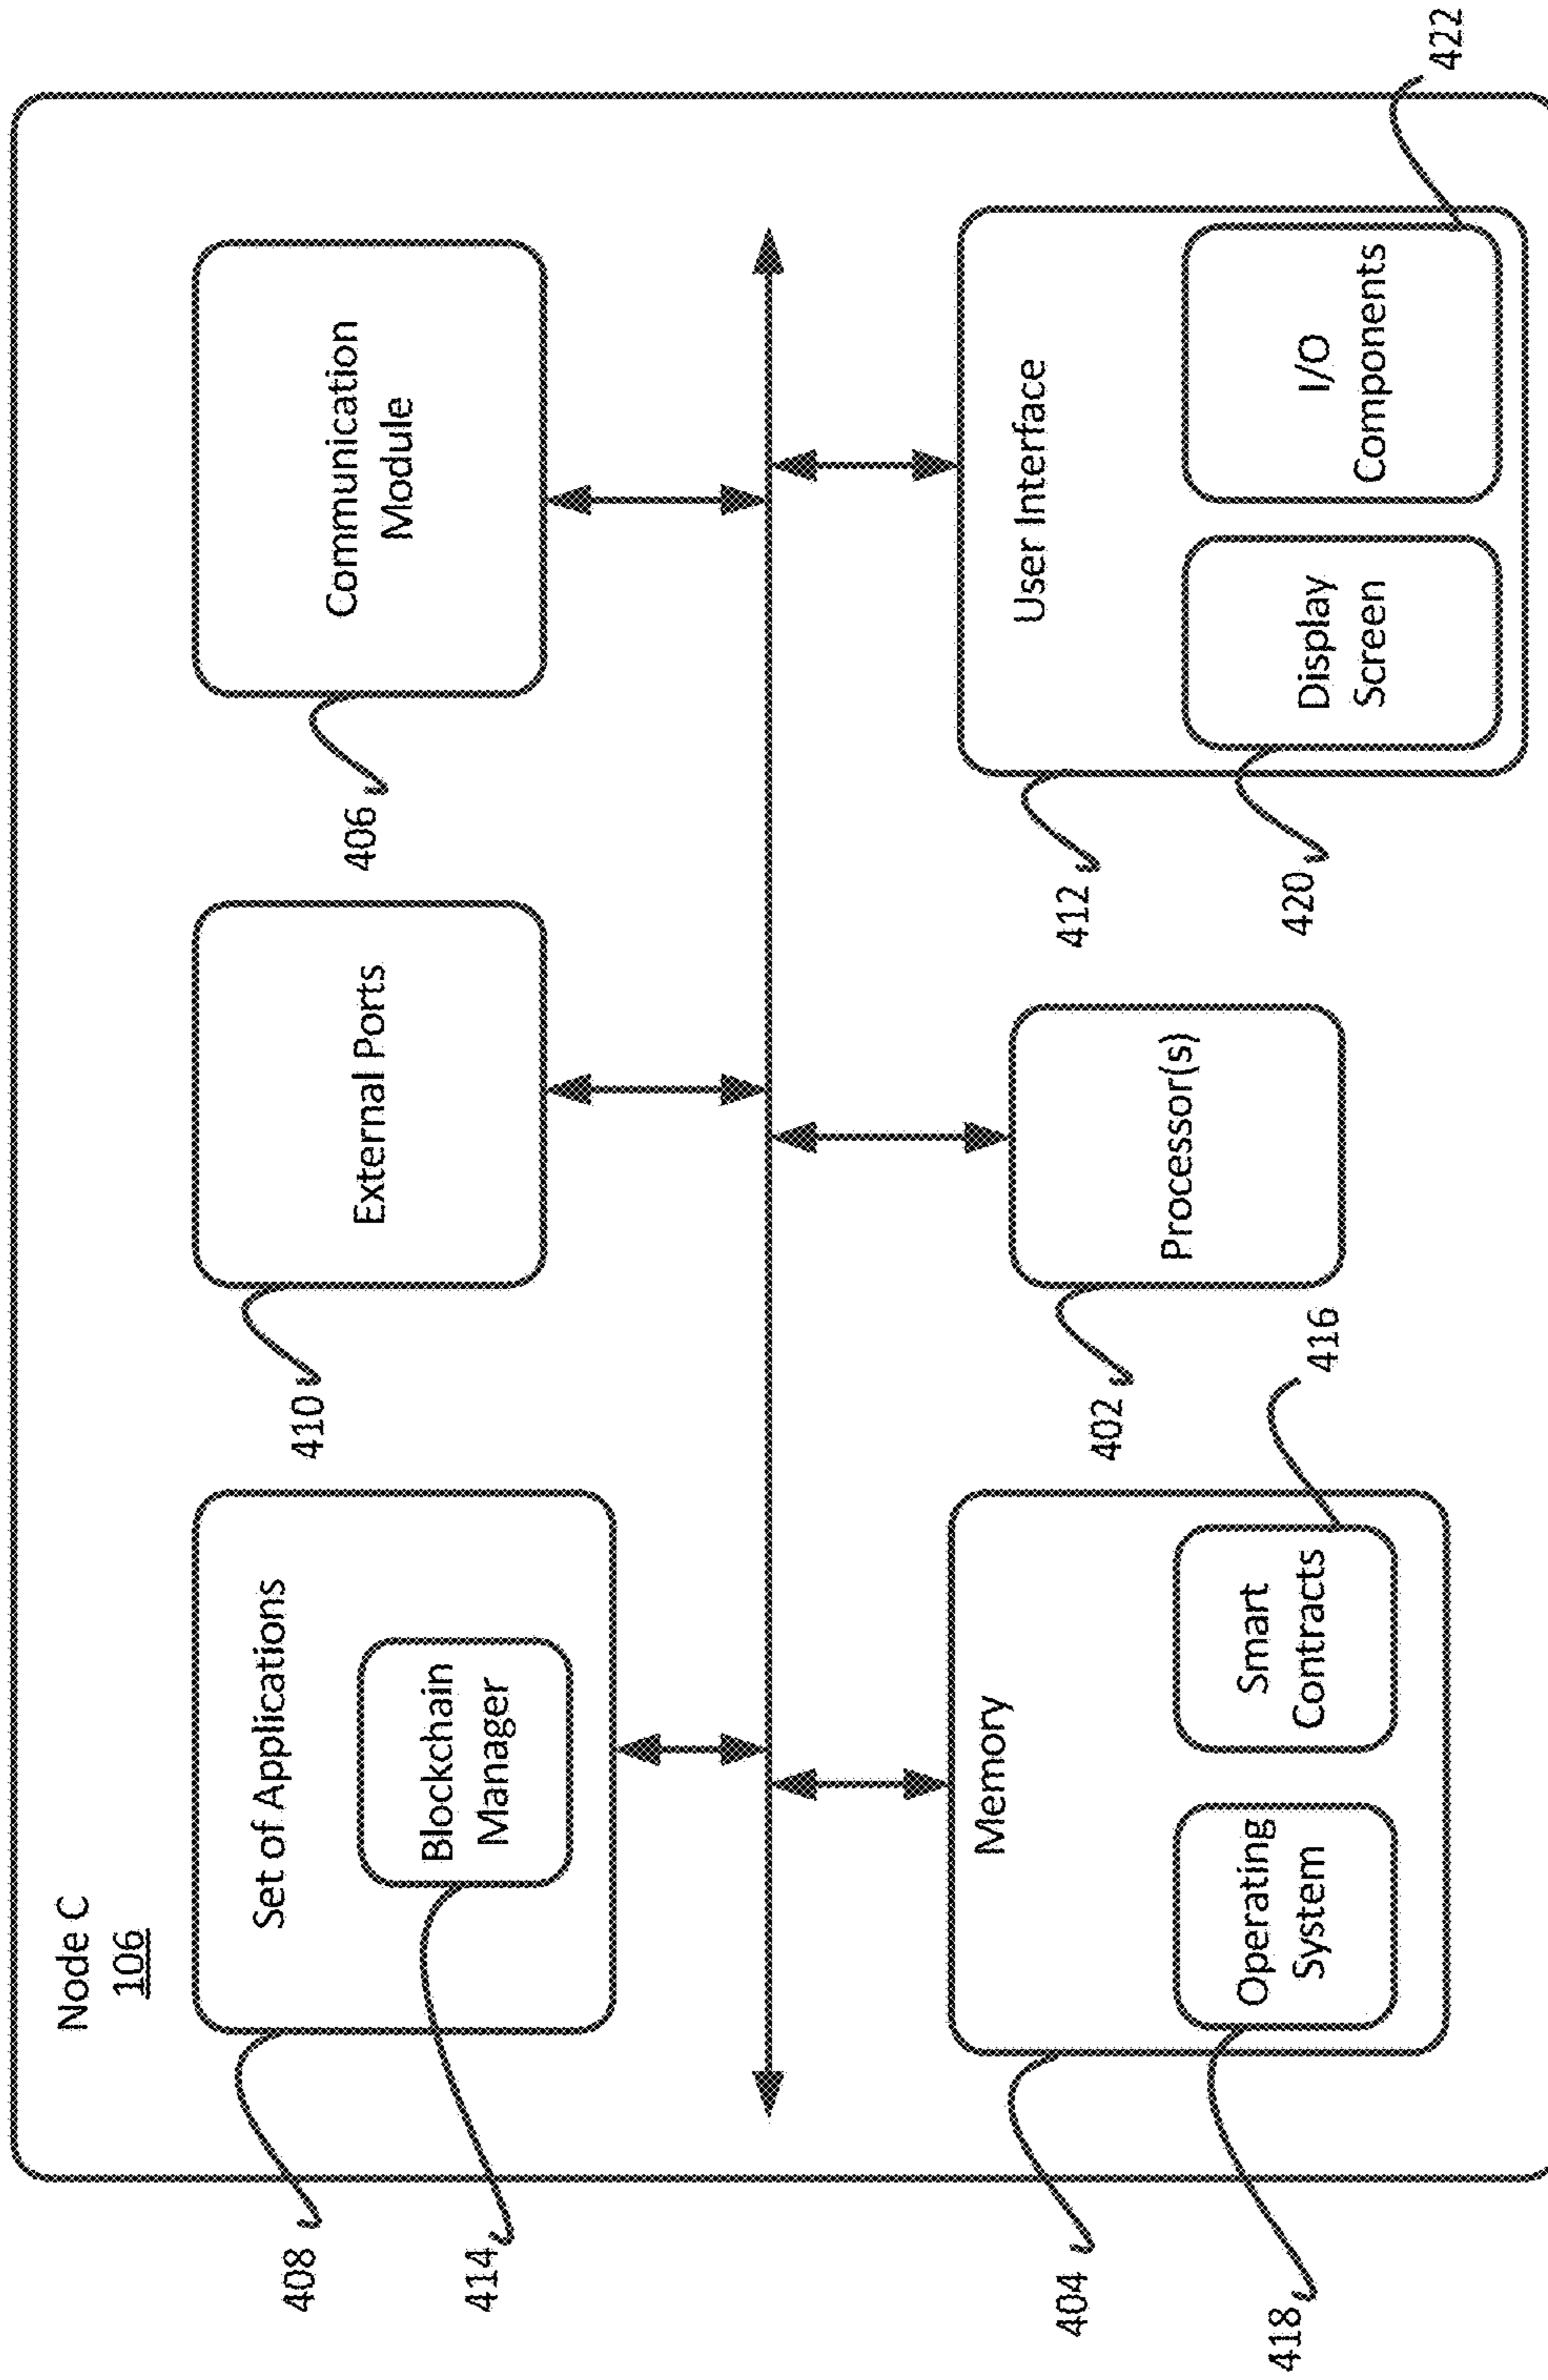 Node C
106
Set of Applications
Blockchain
Manager
408
414
External Ports
410
Communication
Module
406
Memory
Operating
System
Smart
Contracts
404
418
416
Processor(s)
402
User Interface
Display
Screen
I/O
Components
412
420
422